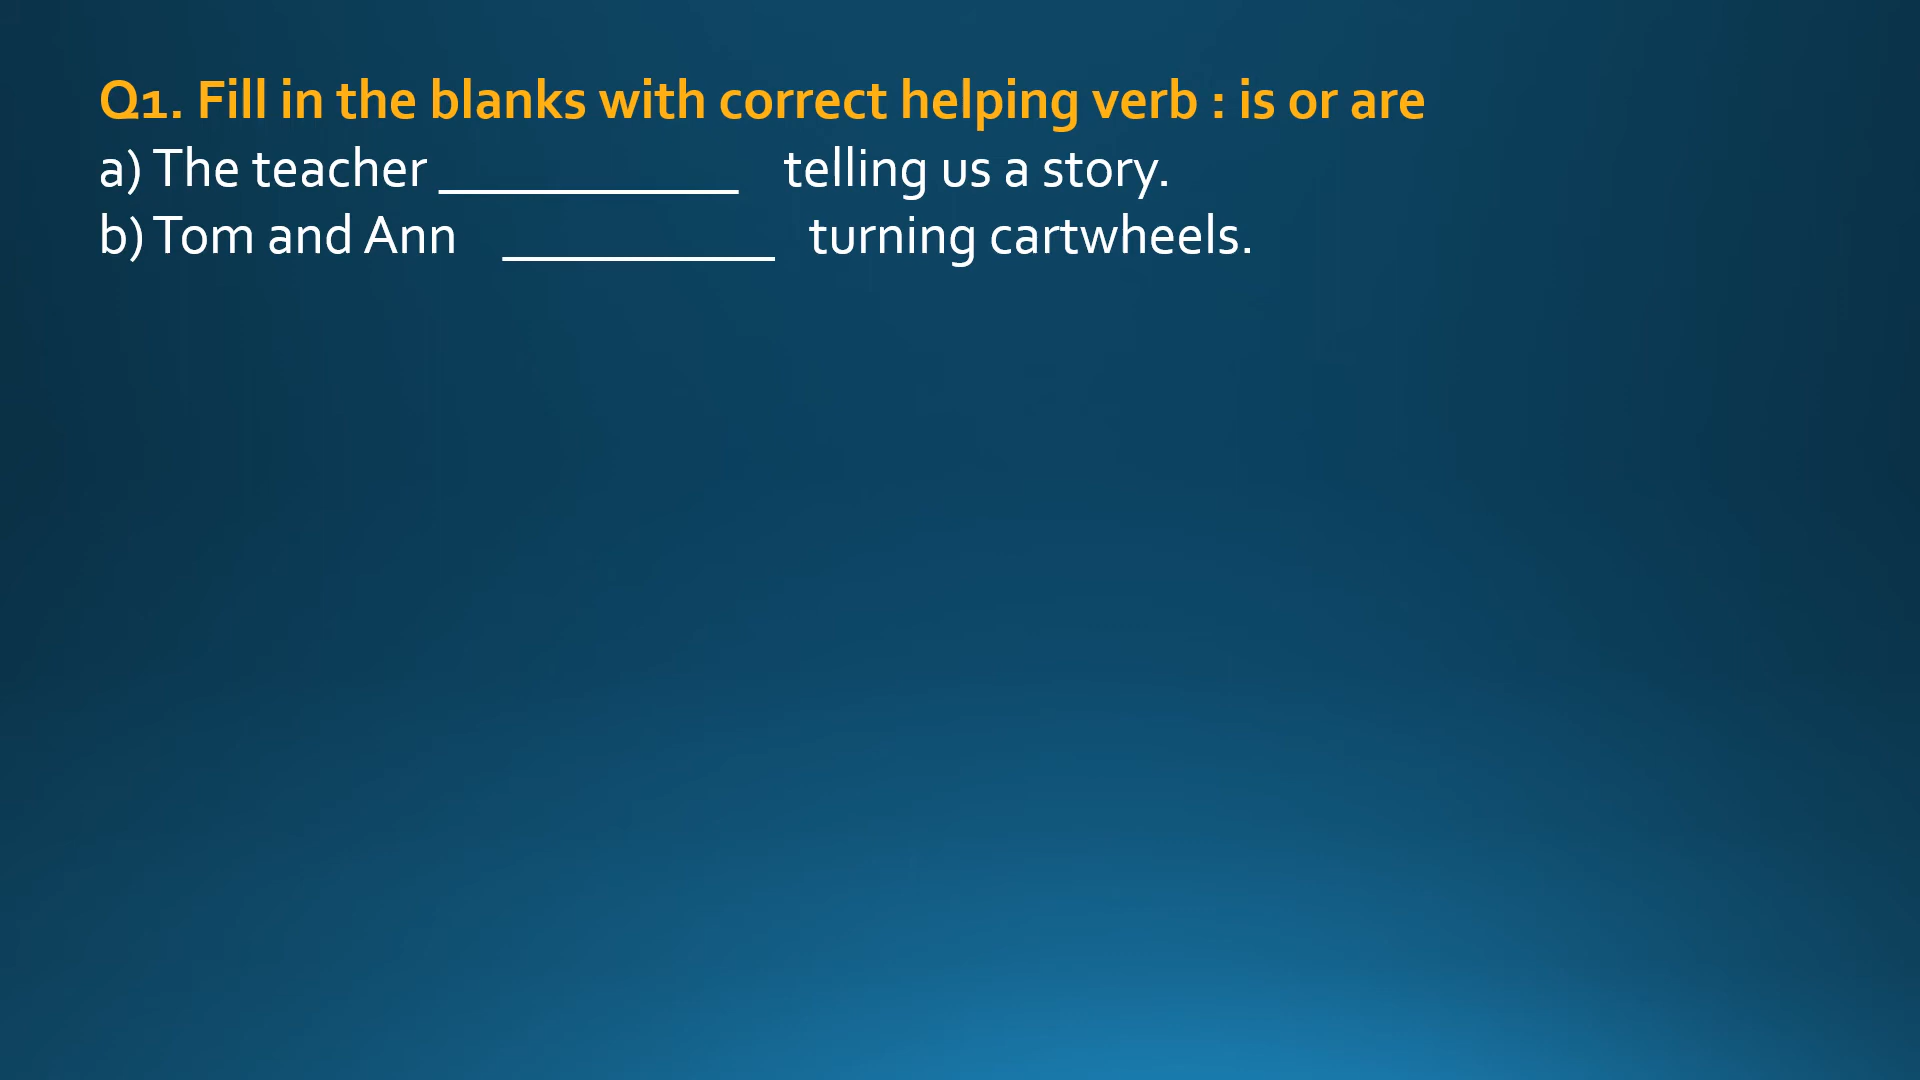 Q1. Fill in the blanks with correct helping verb : is or are
a) The teacher ___________ telling us a story.
b) Tom and Ann __________ turning cartwheels.